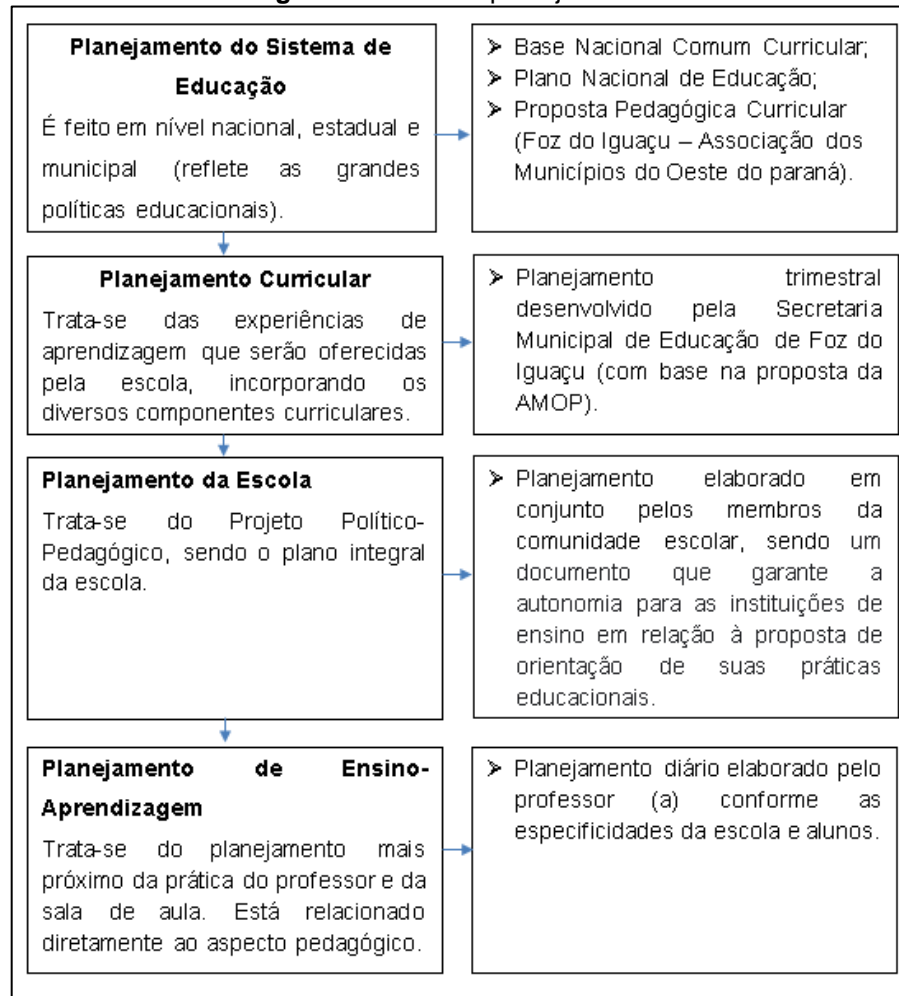 Planejamento do Sistema de
Educação
É feito em nível nacional, estadual e
municipal (reflete as grandes
políticas educacionais).
➢ Base Nacional Comum Curricular;
➢ Plano Nacional de Educação;
➢ Proposta Pedagógica Curricular
(Foz do Iguaçu – Associação dos
Municípios do Oeste do paraná).
Planejamento Curricular
Trata-se das experiências de
aprendizagem que serão oferecidas
pela escola, incorporando os
diversos componentes curriculares.
➢ Planejamento trimestral
desenvolvido pela Secretaria
Municipal de Educação de Foz do
Iguaçu (com base na proposta da
AMOP).
Planejamento da Escola
Trata-se do Projeto Político-
Pedagógico, sendo o plano integral
da escola.
➢ Planejamento elaborado em
conjunto pelos membros da
comunidade escolar, sendo um
documento que garante a
autonomia para as instituições de
ensino em relação à proposta de
orientação de suas práticas
educacionais.
Planejamento de Ensino-
Aprendizagem
Trata-se do planejamento mais
próximo da prática do professor e da
sala de aula. Está relacionado
diretamente ao aspecto pedagógico.
➢ Planejamento diário elaborado pelo
professor (a) conforme as
especificidades da escola e alunos.